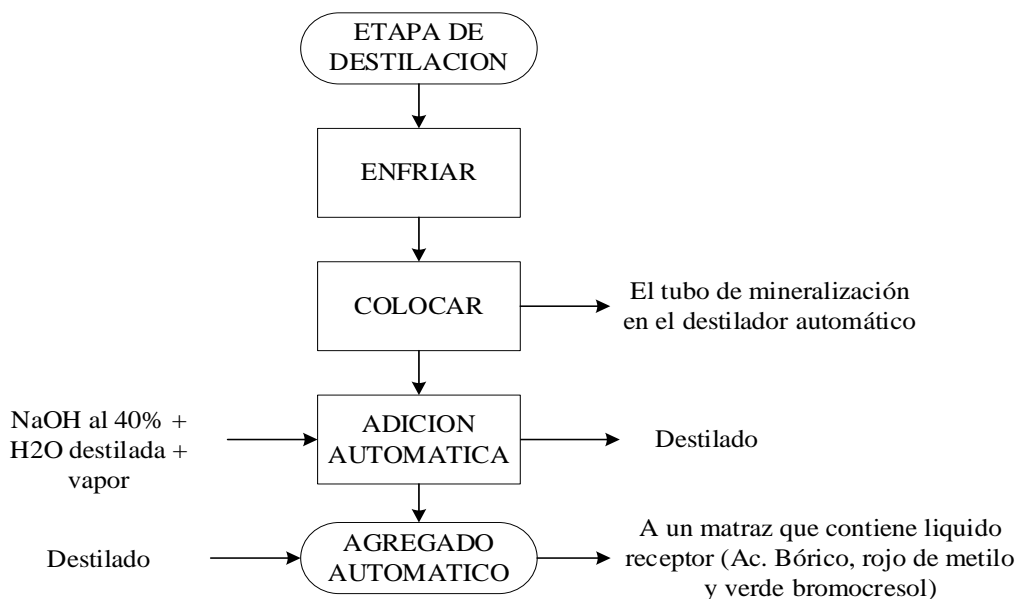 ETAPA DE
DESTILACION
ENFRIAR
COLOCAR
El tubo de mineralización
en el destilador automático
NaOH al 40% +
H2O destilada +
vapor
ADICION
AUTOMATICA
Destilado
Destilado
AGREGADO
AUTOMATICO
A un matraz que contiene liquido
receptor (Ac. Bórico, rojo de metilo
y verde bromocresol)